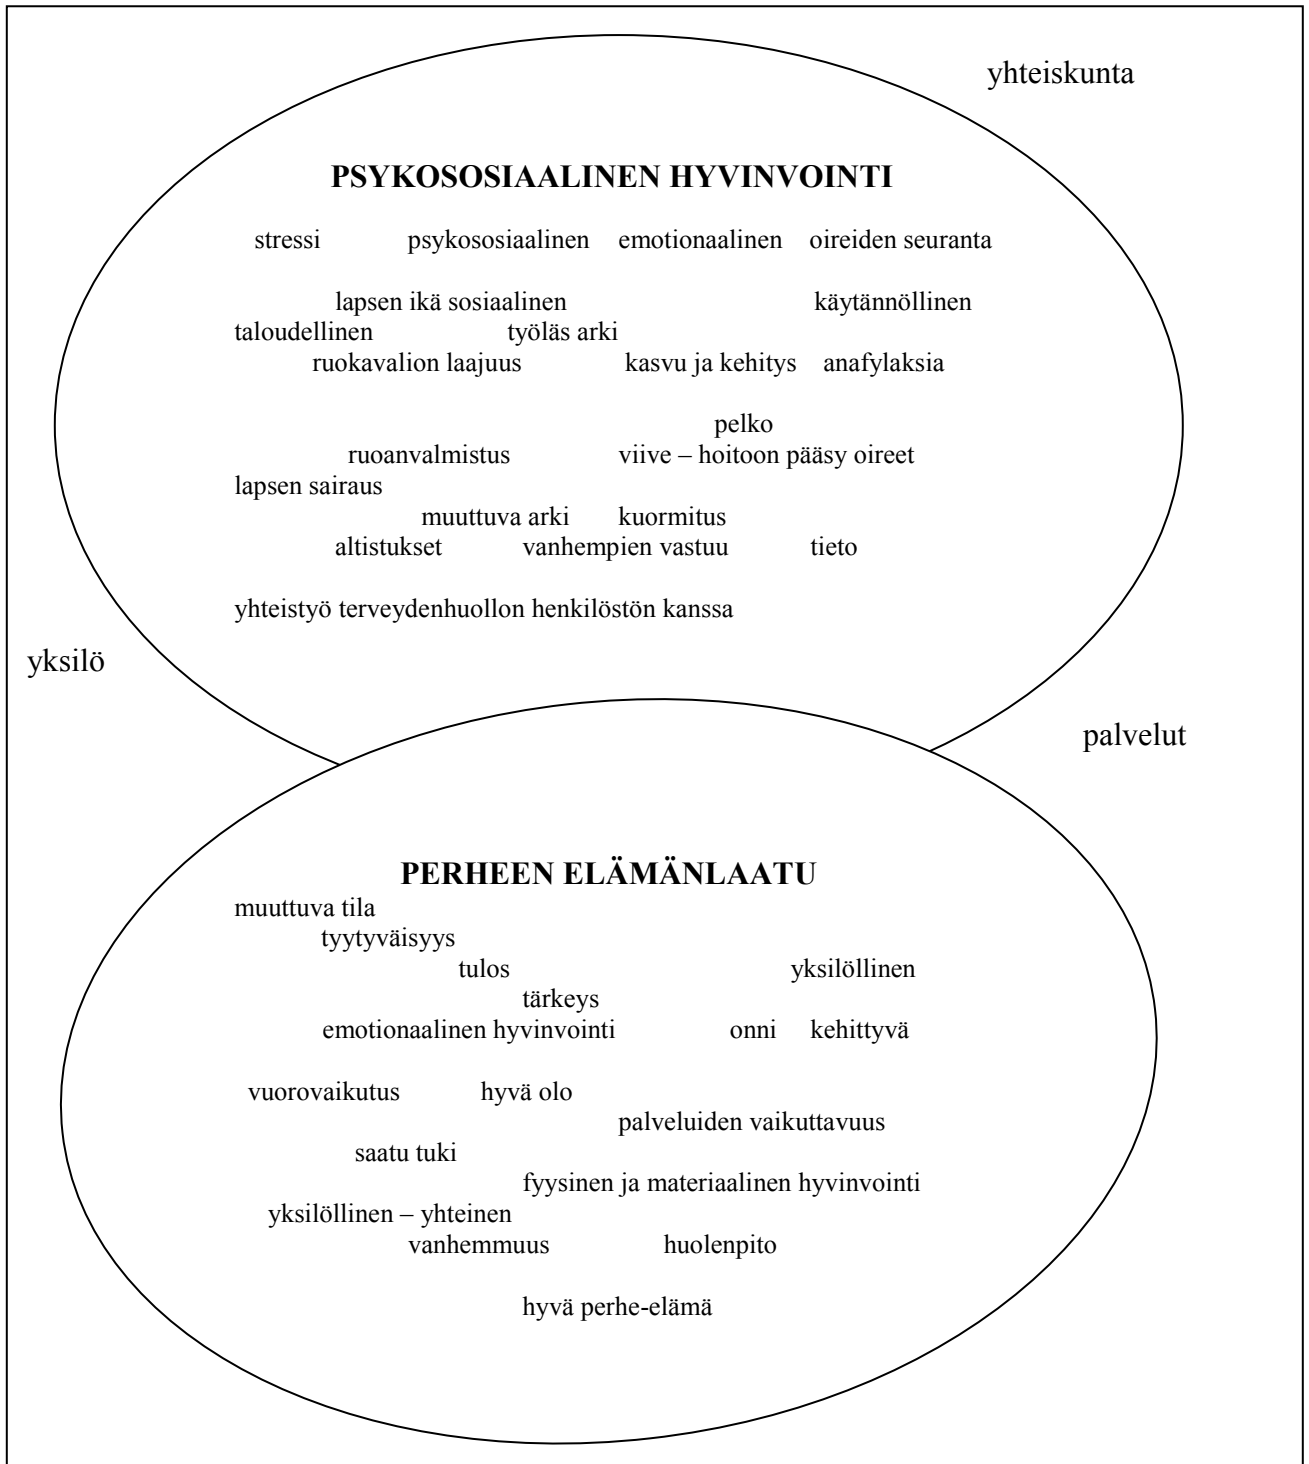 yhteiskunta
PSYKOSOSIAALINEN HYVINVOINTI
stressi psykososiaalinen emotionaalinen oireiden seuranta
lapsen ikä sosiaalinen käytännöllinen
taloudellinen työläs arki
ruokavalion laajuus kasvu ja kehitys anafylaksia
pelko
ruoanvalmistus viive – hoitoon pääsy oireet
lapsen sairaus
muuttuva arki kuormitus
altistukset vanhempien vastuu tieto
yhteistyö terveydenhuollon henkilöstön kanssa
yksilö
palvelut
PERHEEN ELÄMÄNLAATU
muuttuva tila
tyytyväisyys
tulos yksilöllinen
tärkeys
emotionaalinen hyvinvointi onni kehittyvä
vuorovaikutus hyvä olo
palveluiden vaikuttavuus
saatu tuki
fyysinen ja materiaalinen hyvinvointi
yksilöllinen – yhteinen
vanhemmuus huolenpito
hyvä perhe-elämä